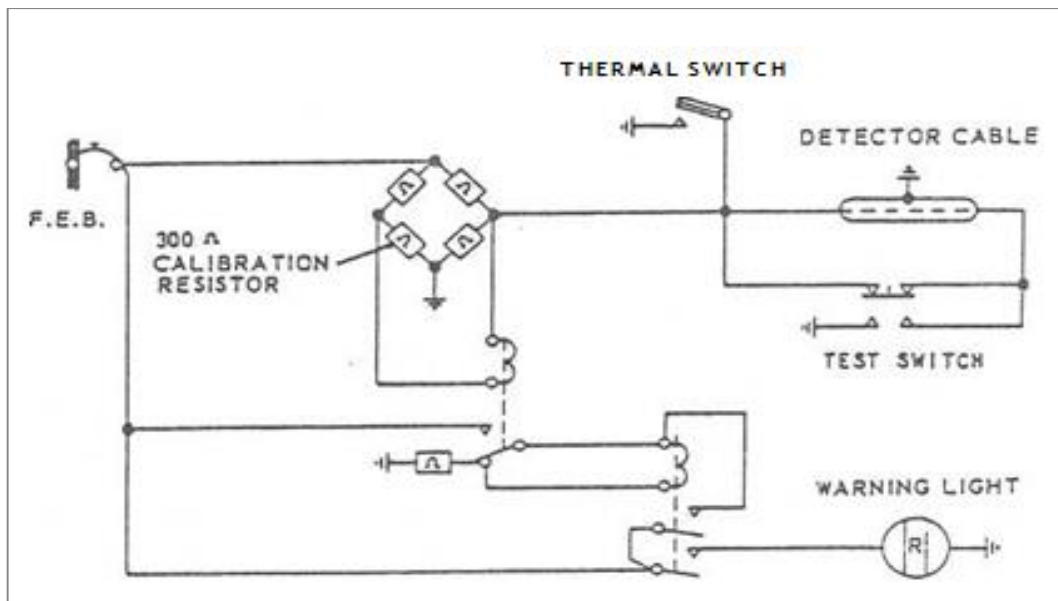 THERMAL SWITCH
DETECTOR CABLE
F.E.B.
300 Ω
CALIBRATION
RESISTOR
TEST SWITCH
WARNING LIGHT
R